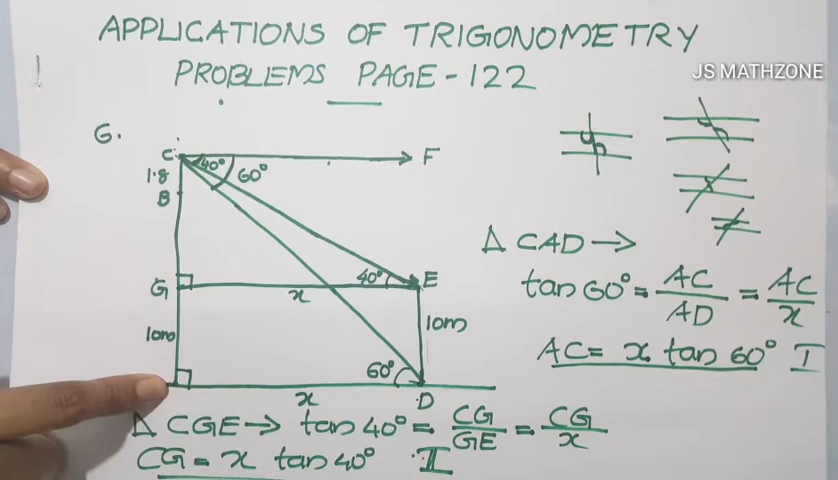 APPLICATIONS OF TRIGONOMETRY
PROBLEMS PAGE-122
JS MATHZONE
6.
C 40° 60° F
1.8
B
G x 40° E
10m 10m
60°
x D
Δ CAD →
tan 60° = AC/AD = AC/x
AC = x tan 60° I
Δ CGE → tan 40° = CG/GE = CG/x
CG = x tan 40° II